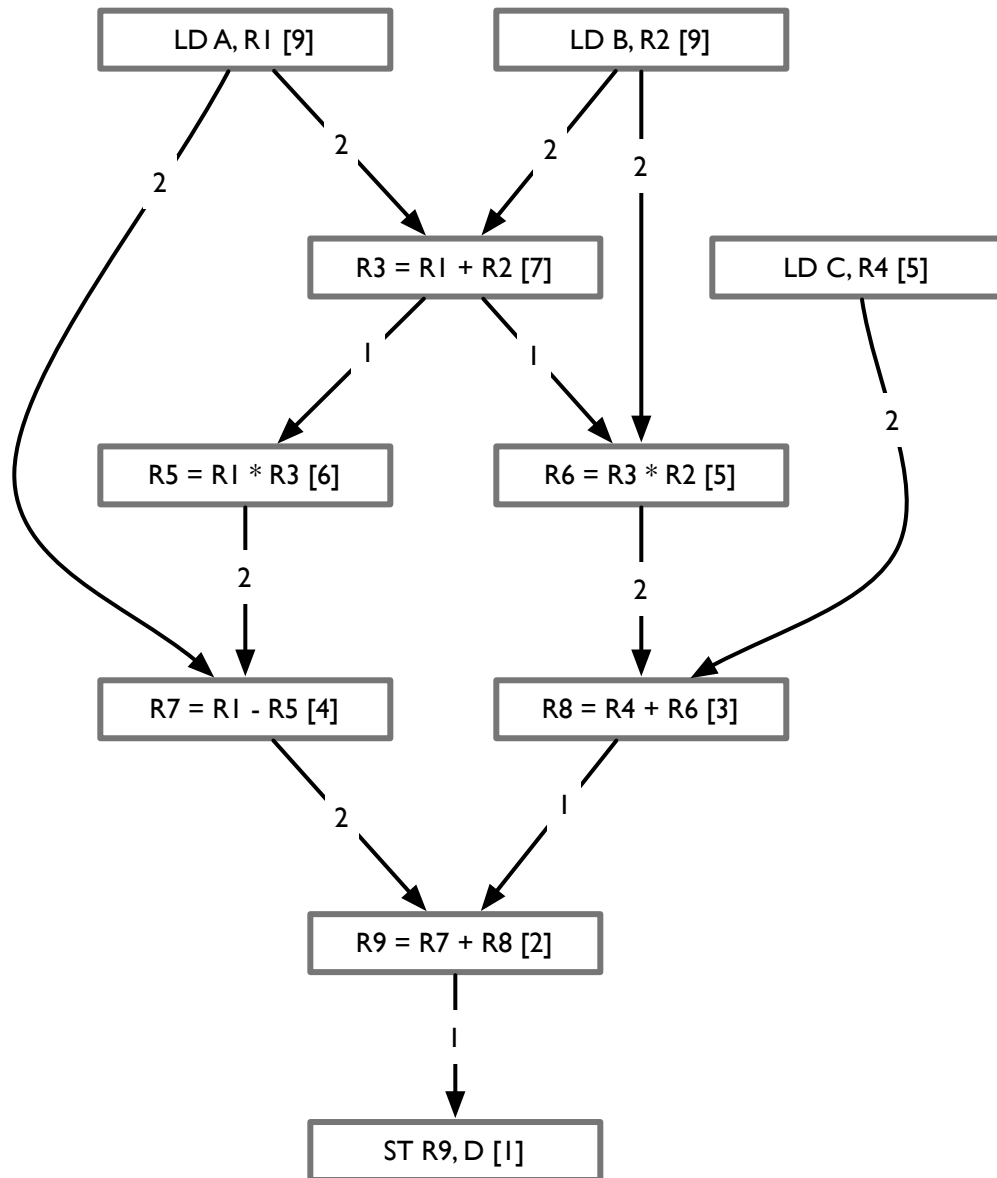 LD A, R1 [9]
LD B, R2 [9]
2
2
2
2
R3 = R1 + R2 [7]
LD C, R4 [5]
1
1
2
R5 = R1 * R3 [6]
R6 = R3 * R2 [5]
2
2
R7 = R1 - R5 [4]
R8 = R4 + R6 [3]
2
1
R9 = R7 + R8 [2]
1
ST R9, D [1]